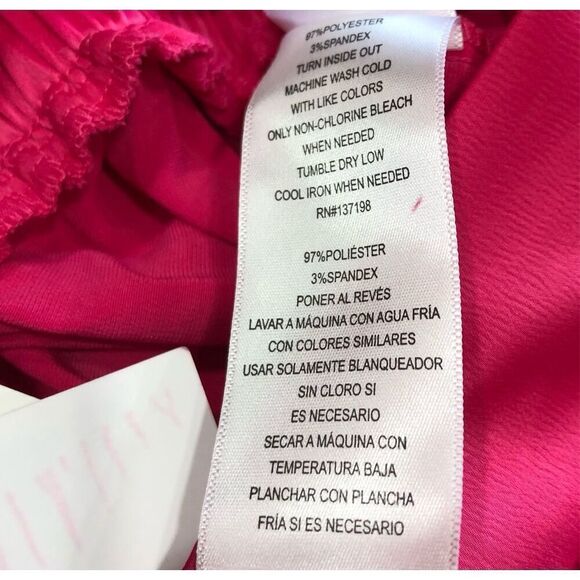 97%POLYESTER
3%SPANDEX
TURN INSIDE OUT
MACHINE WASH COLD
WITH LIKE COLORS
ONLY NON-CHLORINE BLEACH
WHEN NEEDED
TUMBLE DRY LOW
COOL IRON WHEN NEEDED
RN#137198
97%POLIÉSTER
3%SPANDEX
PONER AL REVÉS
LAVAR A MÁQUINA CON AGUA FRÍA
CON COLORES SIMILARES
USAR SOLAMENTE BLANQUEADOR
SIN CLORO SI
ES NECESARIO
SECAR A MÁQUINA CON
TEMPERATURA BAJA
PLANCHAR CON PLANCHA
FRÍA SI ES NECESARIO